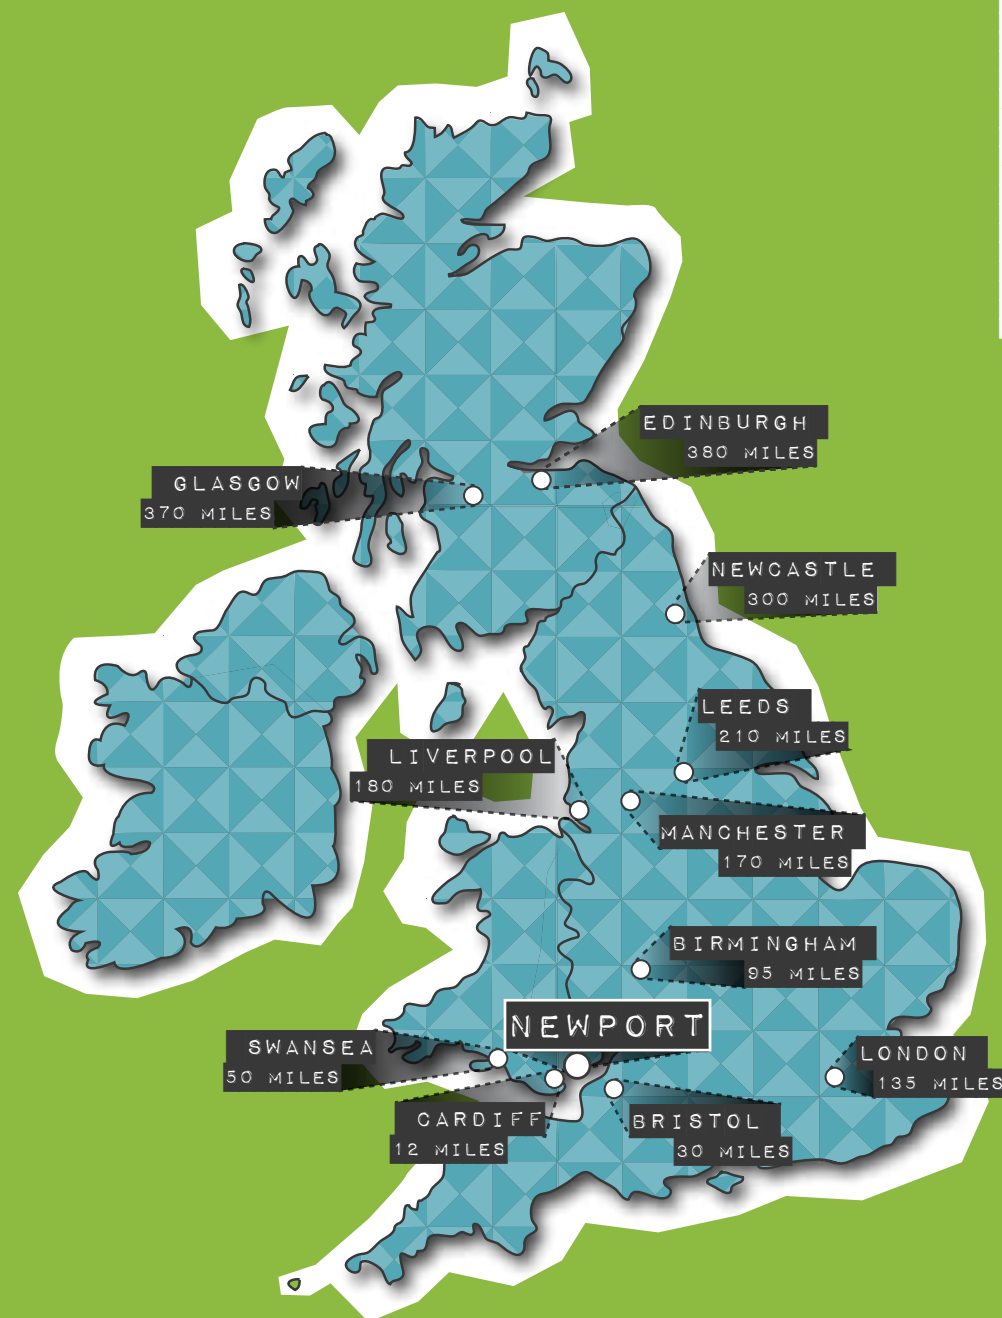 EDINBURGH
380 MILES
GLASGOW
370 MILES
NEWCASTLE
300 MILES
LEEDS
210 MILES
LIVERPOOL
180 MILES
MANCHESTER
170 MILES
BIRMINGHAM
95 MILES
NEWPORT
SWANSEA
50 MILES
LONDON
135 MILES
CARDIFF
12 MILES
BRISTOL
30 MILES